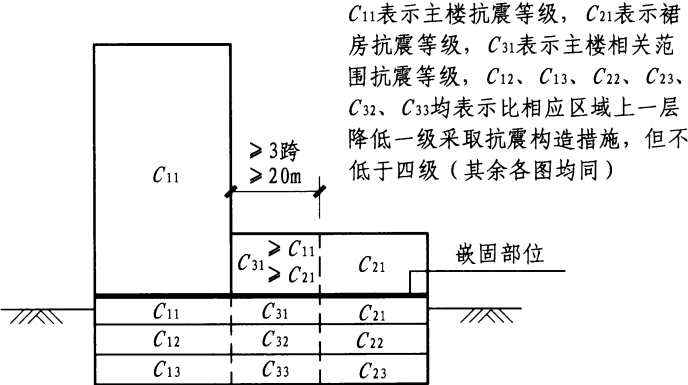 C11表示主楼抗震等级，C21表示裙
房抗震等级，C31表示主楼相关范
围抗震等级，C12、C13、C22、C23、
C32、C33均表示比相应区域上一层
降低一级采取抗震构造措施，但不
低于四级（其余各图均同）
≥3跨
≥20m
C11
C31 ≥C11
≥C21
C21
嵌固部位
C11 C31 C21
C12 C32 C22
C13 C33 C23